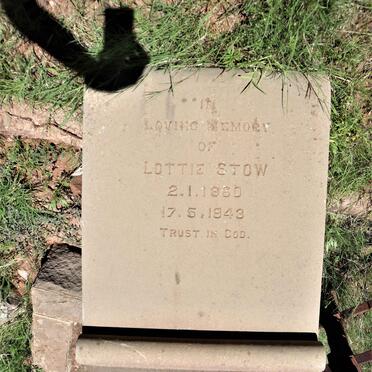 IN
LOVING MEMORY
OF
LOTTIE STOW
2.1.1860
17.5.1943
TRUST IN GOD.